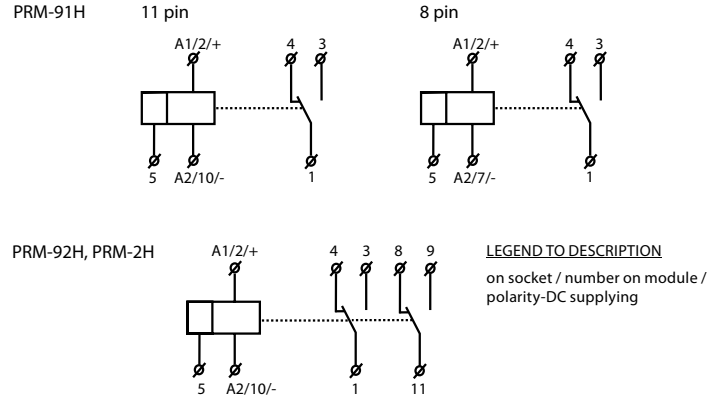 PRM-91H 11 pin 8 pin
A1/2/+ 4 3 A1/2/+ 4 3
5 A2/10/- 1 5 A2/7/- 1
PRM-92H, PRM-2H A1/2/+ 4 3 8 9 LEGEND TO DESCRIPTION
on socket / number on module /
polarity-DC supplying
5 A2/10/- 1 11